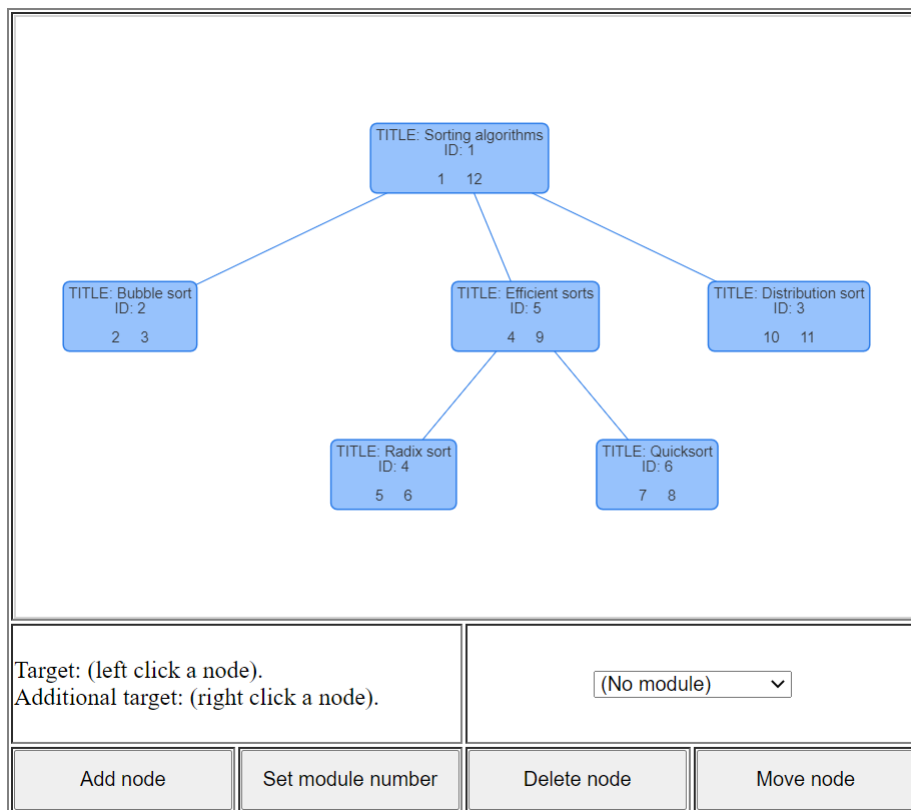 TITLE: Sorting algorithms
ID: 1
1 12
TITLE: Bubble sort
ID: 2
2 3
TITLE: Efficient sorts
ID: 5
4 9
TITLE: Distribution sort
ID: 3
10 11
TITLE: Radix sort
ID: 4
5 6
TITLE: Quicksort
ID: 6
7 8
Target: (left click a node).
Additional target: (right click a node).
(No module)
Add node
Set module number
Delete node
Move node